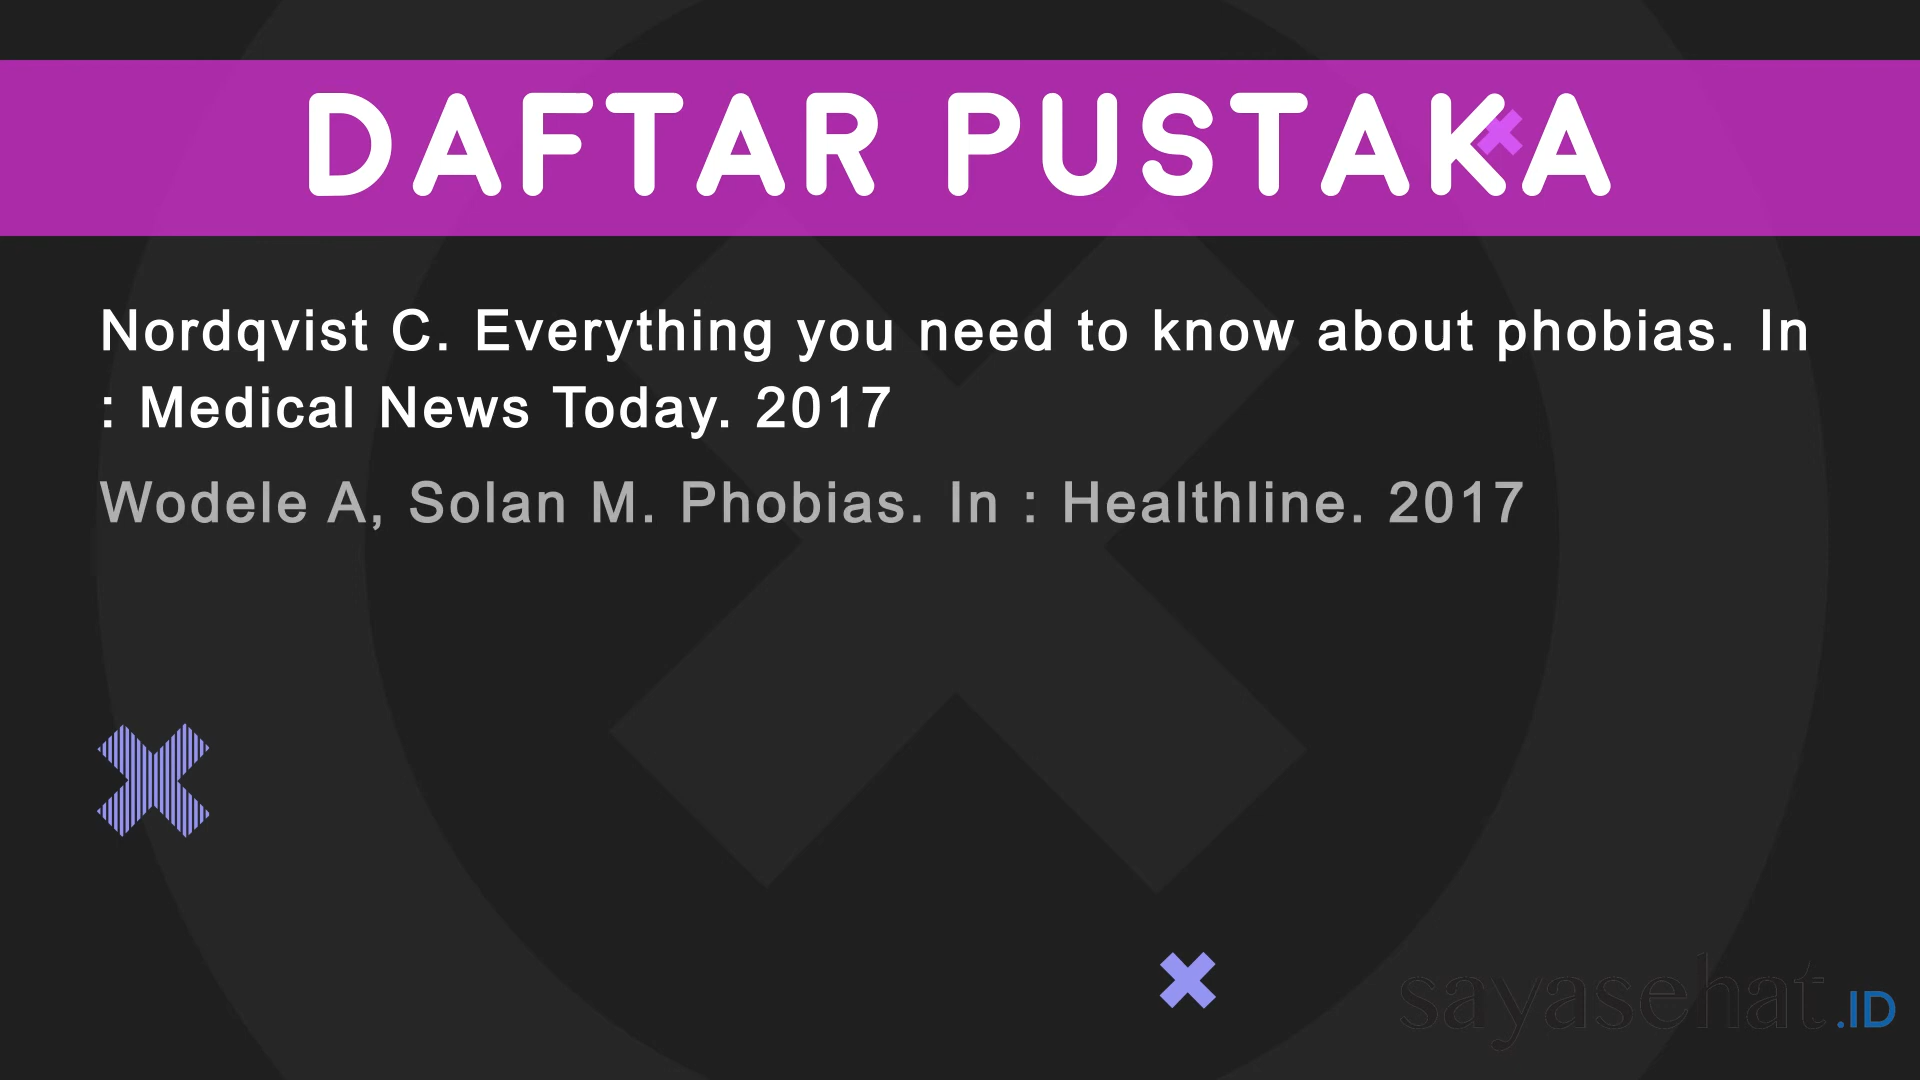 DAFTAR PUSTAKA
Nordqvist C. Everything you need to know about phobias. In
: Medical News Today. 2017
Wodele A, Solan M. Phobias. In : Healthline. 2017
sayasehat.ID